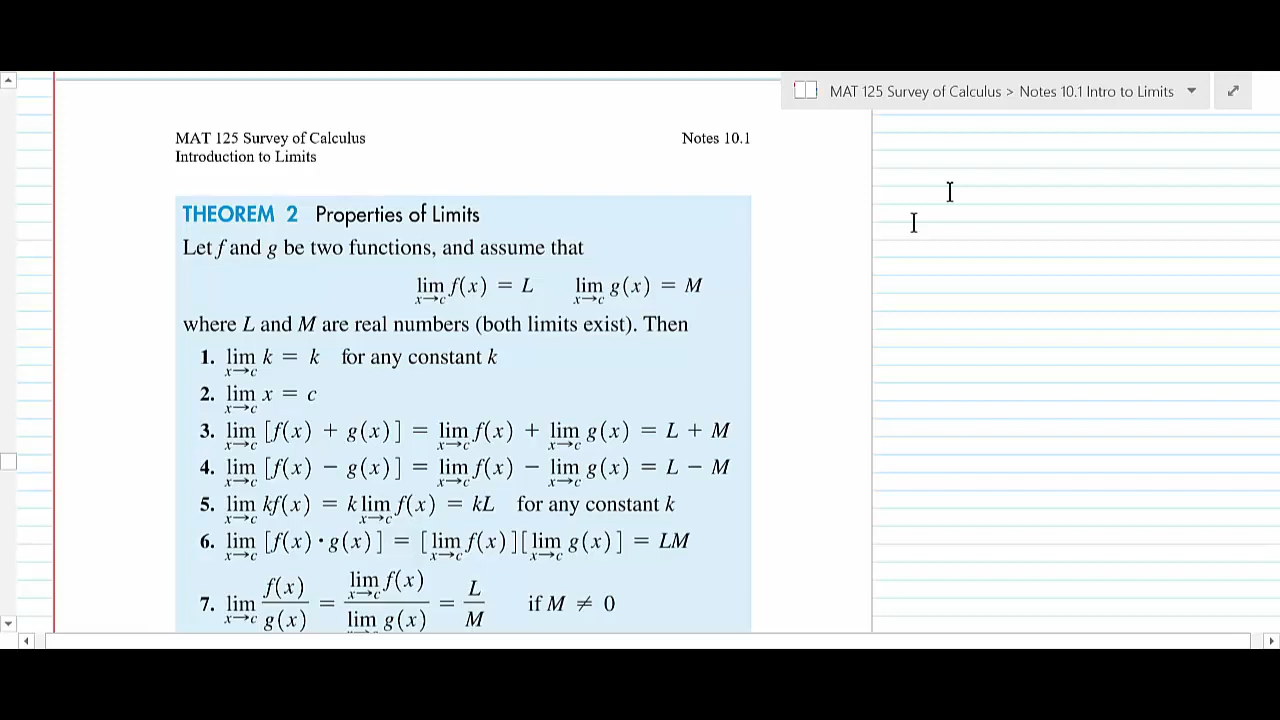 MAT 125 Survey of Calculus > Notes 10.1 Intro to Limits
MAT 125 Survey of Calculus Notes 10.1
Introduction to Limits
THEOREM 2 Properties of Limits
Let f and g be two functions, and assume that
lim x→c f(x) = L lim x→c g(x) = M
where L and M are real numbers (both limits exist). Then
1. lim x→c k = k for any constant k
2. lim x→c x = c
3. lim x→c [f(x) + g(x)] = lim x→c f(x) + lim x→c g(x) = L + M
4. lim x→c [f(x) − g(x)] = lim x→c f(x) − lim x→c g(x) = L − M
5. lim x→c kf(x) = k lim x→c f(x) = kL for any constant k
6. lim x→c [f(x) · g(x)] = [lim x→c f(x)][lim x→c g(x)] = LM
7. lim x→c f(x)/g(x) = lim x→c f(x)/lim g(x) = L/M if M ≠ 0